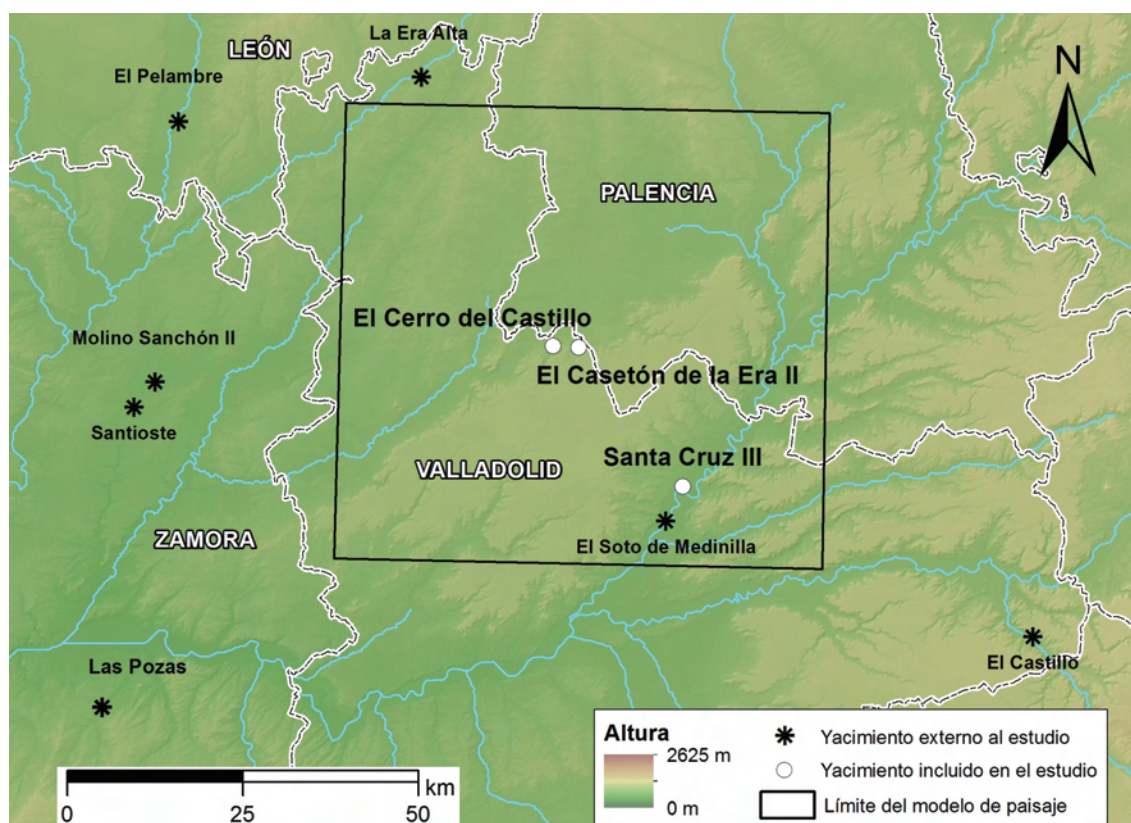 La Era Alta
LEÓN
El Pelambre
N
PALENCIA
El Cerro del Castillo
Molino Sanchón II
El Casetón de la Era II
Santioste
Santa Cruz III
VALLADOLID
ZAMORA
El Soto de Medinilla
El Castillo
Las Pozas
Altura
2625 m
0 m
Yacimiento externo al estudio
Yacimiento incluido en el estudio
Límite del modelo de paisaje
km
0 25 50